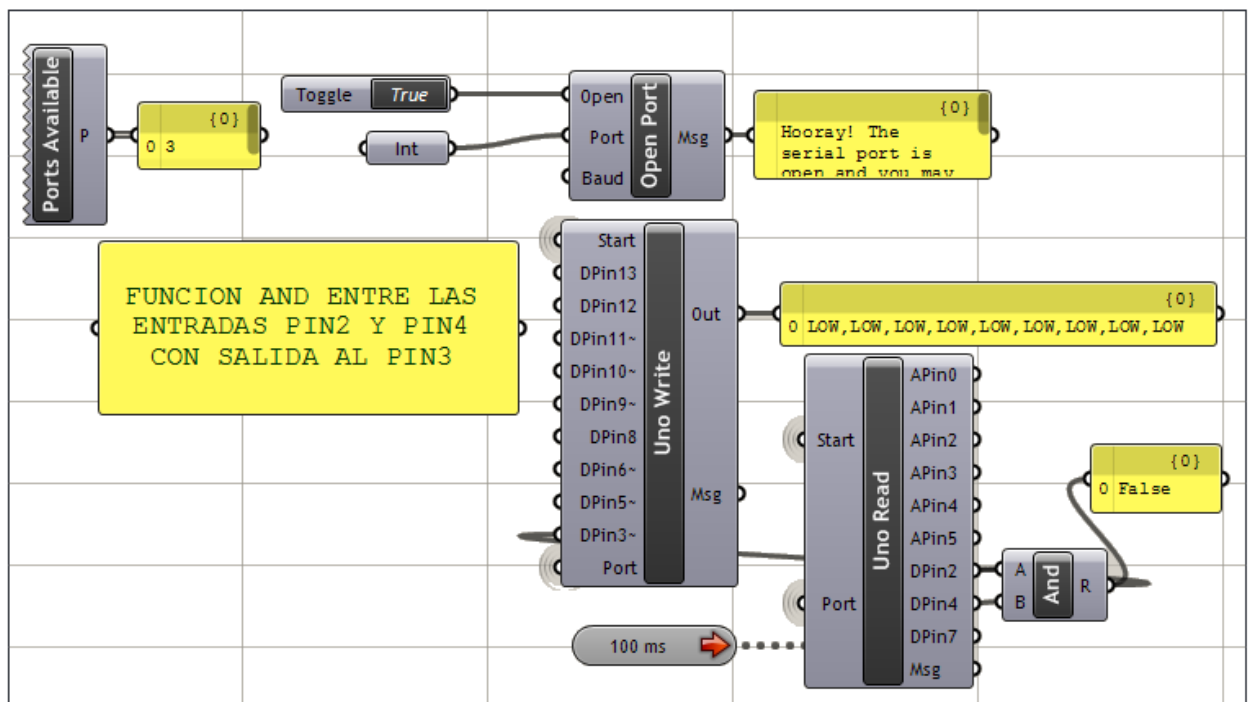 Ports Available
P
{0}
0 3
Toggle True
Int
Open
Port
Baud
Open Port
Msg
{0}
Hooray! The
serial port is
open and you may
FUNCION AND ENTRE LAS
ENTRADAS PIN2 Y PIN4
CON SALIDA AL PIN3
Start
DPin13
DPin12
DPin11~
DPin10~
DPin9~
DPin8
DPin6~
DPin5~
DPin3~
Port
Uno Write
Out
Msg
{0}
0 LOW,LOW,LOW,LOW,LOW,LOW,LOW,LOW,LOW
Start
Port
Uno Read
APin0
APin1
APin2
APin3
APin4
APin5
DPin2
DPin4
DPin7
Msg
A
B
And
R
{0}
0 False
100 ms